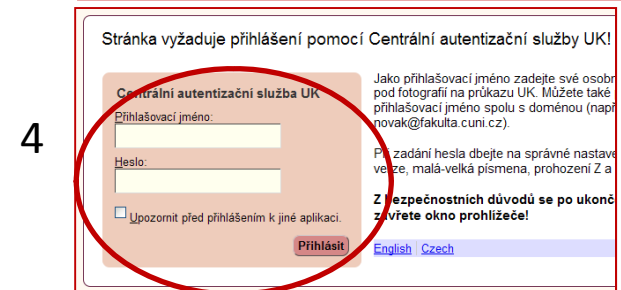 4
Stránka vyžaduje přihlášení pomocí Centrální autentizační služby UK!
Centrální autentizační služba UK
Přihlašovací jméno:
Heslo:
Upozornit před přihlášením k jiné aplikaci.
Přihlásit
Jako přihlašovací jméno zadejte své osobn
pod fotografií na průkazu UK. Můžete také
přihlašovací jméno spolu s doménou (např
novak@fakulta.cuni.cz).
Při zadání hesla dbejte na správné nastave
verze, malá-velká písmena, prohození Z a
Z bezpečnostních důvodů se po ukonč
zavřete okno prohlížeče!
English | Czech